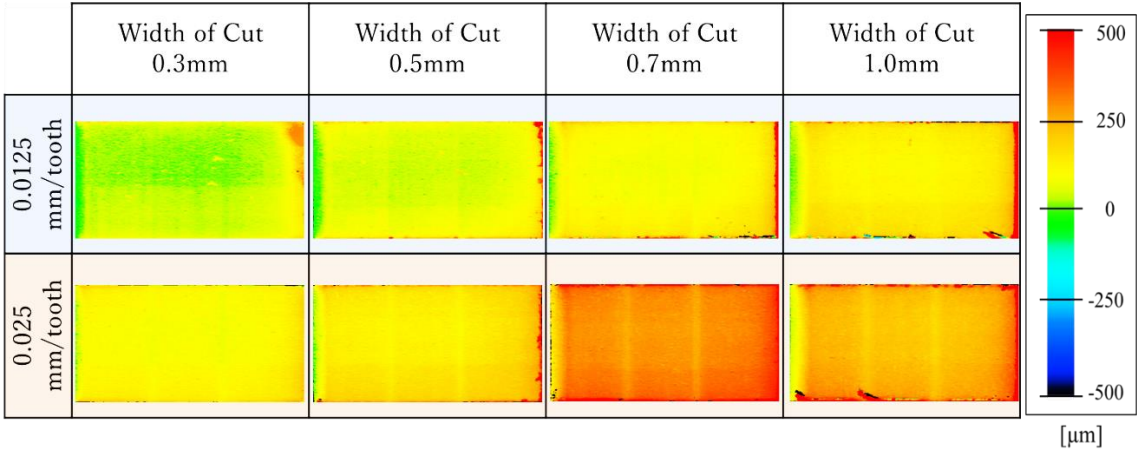 Width of Cut
0.3mm
Width of Cut
0.5mm
Width of Cut
0.7mm
Width of Cut
1.0mm
0.0125
mm/tooth
0.025
mm/tooth
500
250
0
-250
-500
[μm]